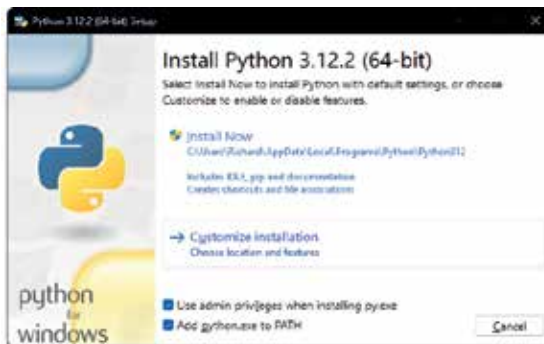 Python 3.12.2 (64-bit) Setup
Install Python 3.12.2 (64-bit)
Select Install Now to install Python with default settings, or choose
Customize to enable or disable features.
Install Now
C:\Users\Richard\AppData\Local\Programs\Python\Python312
Includes IDLE, pip and documentation
Creates shortcuts and file associations
Customize installation
Choose location and features
python
for
windows
Use admin privileges when installing py.exe
Add python.exe to PATH
Cancel